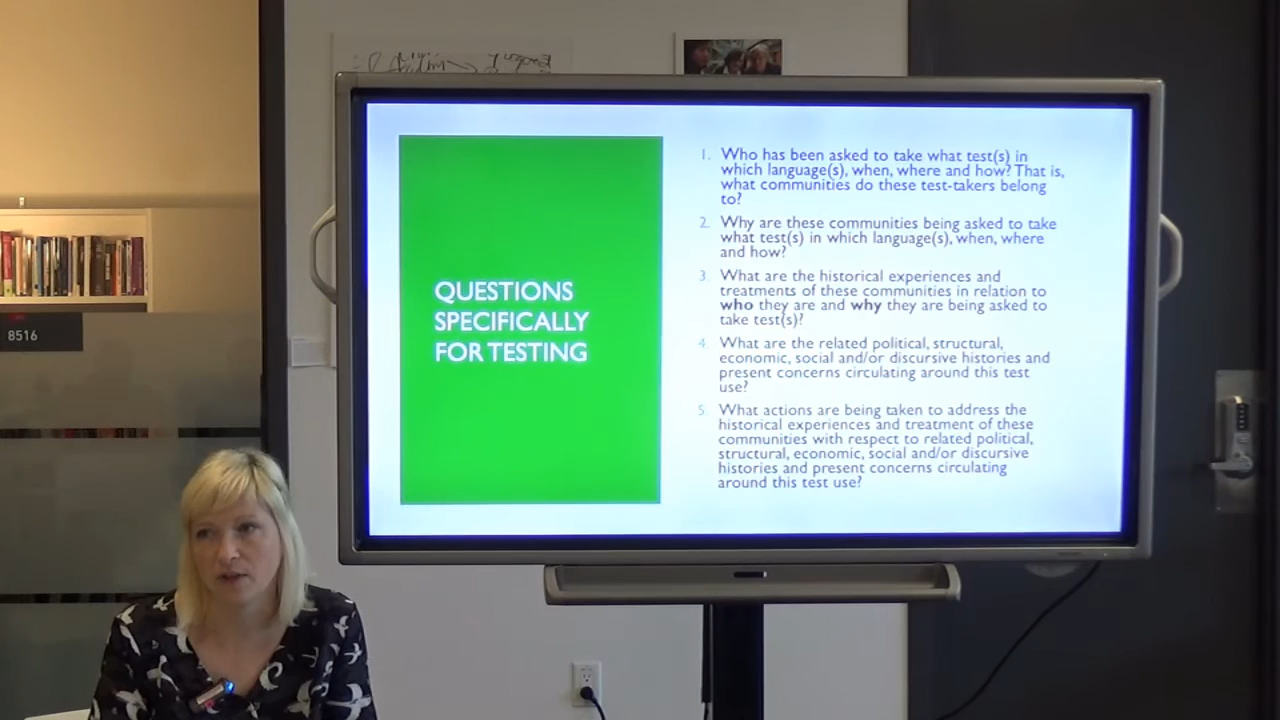 8516
QUESTIONS
SPECIFICALLY
FOR TESTING
1. Who has been asked to take what test(s) in
which language(s), when, where and how? That is,
what communities do these test-takers belong
to?
2. Why are these communities being asked to take
what test(s) in which language(s), when, where
and how?
3. What are the historical experiences and
treatments of these communities in relation to
who they are and why they are being asked to
take test(s)?
4. What are the related political, structural,
economic, social and/or discursive histories and
present concerns circulating around this test
use?
5. What actions are being taken to address the
historical experiences and treatment of these
communities with respect to related political,
structural, economic, social and/or discursive
histories and present concerns circulating
around this test use?